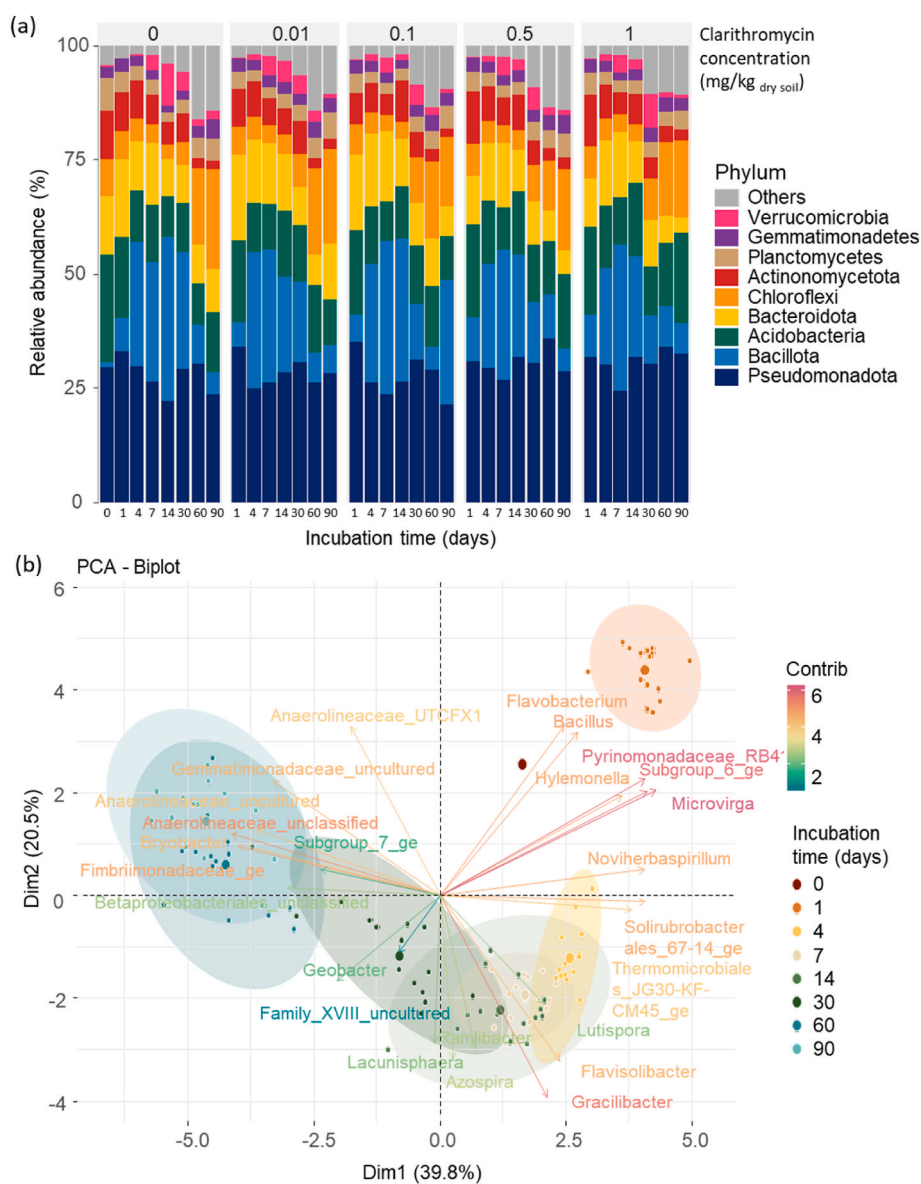 (a)
0 0.01 0.1 0.5 1
Clarithromycin
concentration
(mg/kg dry soil)
100
75
50
25
0
Relative abundance (%)
Phylum
Others
Verrucomicrobia
Gemmatimonadetes
Planctomycetes
Actinonomycetota
Chloroflexi
Bacteroidota
Acidobacteria
Bacillota
Pseudomonadota
0 1 4 7 14 30 60 90 1 4 7 14 30 60 90 1 4 7 14 30 60 90 1 4 7 14 30 60 90 1 4 7 14 30 60 90
Incubation time (days)
(b)
PCA - Biplot
6
4
2
0
-2
-4
Dim2 (20.5%)
Anaerolineaceae_UTCFX1
Flavobacterium
Bacillus
Gemmatimonadaceae_uncultured
Pyrinomonadaceae_RB41
Subgroup_6_ge
Hylemonella
Anaerolineaceae_uncultured
Microvirga
Anaerolineaceae_unclassified
Bryobacter
Subgroup_7_ge
Noviherbaspirillum
Fimbriimonadaceae_ge
Betaproteobacteriales_unclassified
Solirubrobacter
ales_67-14_ge
Geobacter
Thermomicrobiale
s_JG30-KF-
CM45_ge
Family_XVIII_uncultured
Ramlibacter
Lutispora
Lacunisphaera
Azospira
Flavisolibacter
Gracilibacter
-5.0 -2.5 0.0 2.5 5.0
Dim1 (39.8%)
Contrib
6
4
2
Incubation
time (days)
0
1
4
7
14
30
60
90